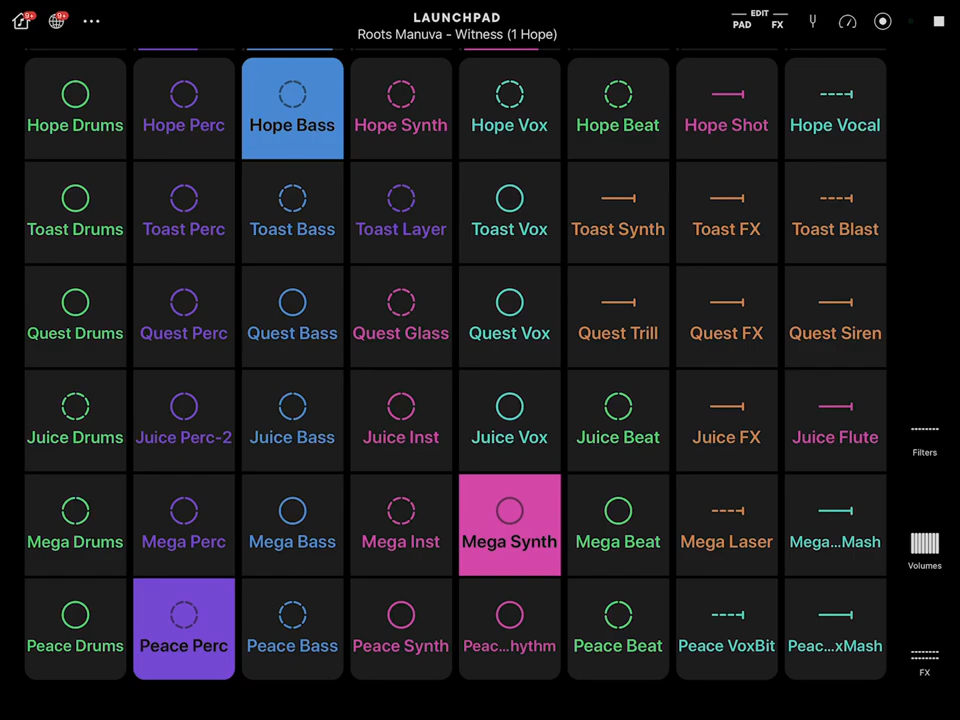 9+
9+
LAUNCHPAD
Roots Manuva - Witness (1 Hope)
EDIT
PAD FX
Hope Drums
Hope Perc
Hope Bass
Hope Synth
Hope Vox
Hope Beat
Hope Shot
Hope Vocal
Toast Drums
Toast Perc
Toast Bass
Toast Layer
Toast Vox
Toast Synth
Toast FX
Toast Blast
Quest Drums
Quest Perc
Quest Bass
Quest Glass
Quest Vox
Quest Trill
Quest FX
Quest Siren
Juice Drums
Juice Perc-2
Juice Bass
Juice Inst
Juice Vox
Juice Beat
Juice FX
Juice Flute
Filters
Mega Drums
Mega Perc
Mega Bass
Mega Inst
Mega Synth
Mega Beat
Mega Laser
Mega...Mash
Volumes
Peace Drums
Peace Perc
Peace Bass
Peace Synth
Peac...hythm
Peace Beat
Peace VoxBit
Peac...xMash
FX